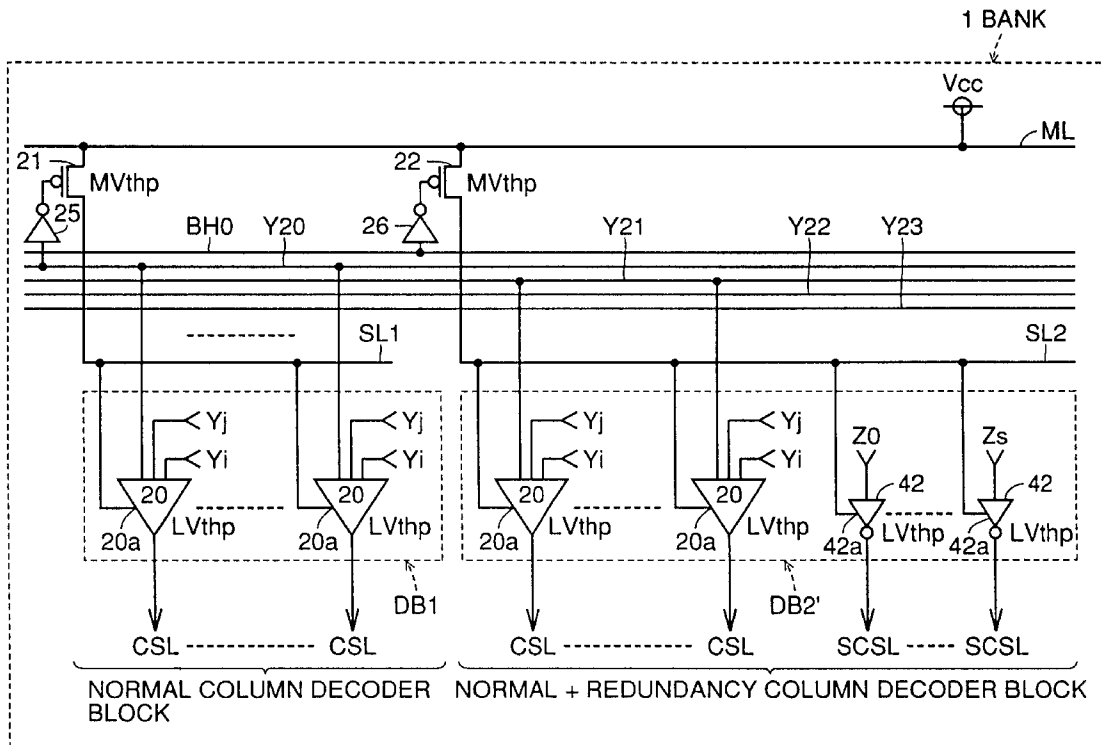 1 BANK
Vcc
ML
21
MVthp
22
MVthp
25
26
BH0
Y20
Y21
Y22
Y23
SL1
SL2
Yj
Yi
Yj
Yi
Yj
Yi
Yj
Yi
Z0
Zs
20
20
20
20
42
42
LVthp
LVthp
LVthp
LVthp
LVthp
LVthp
20a
20a
20a
20a
42a
42a
DB1
DB2'
CSL CSL
CSL CSL
SCSL SCSL
NORMAL COLUMN DECODER
BLOCK
NORMAL + REDUNDANCY COLUMN DECODER BLOCK